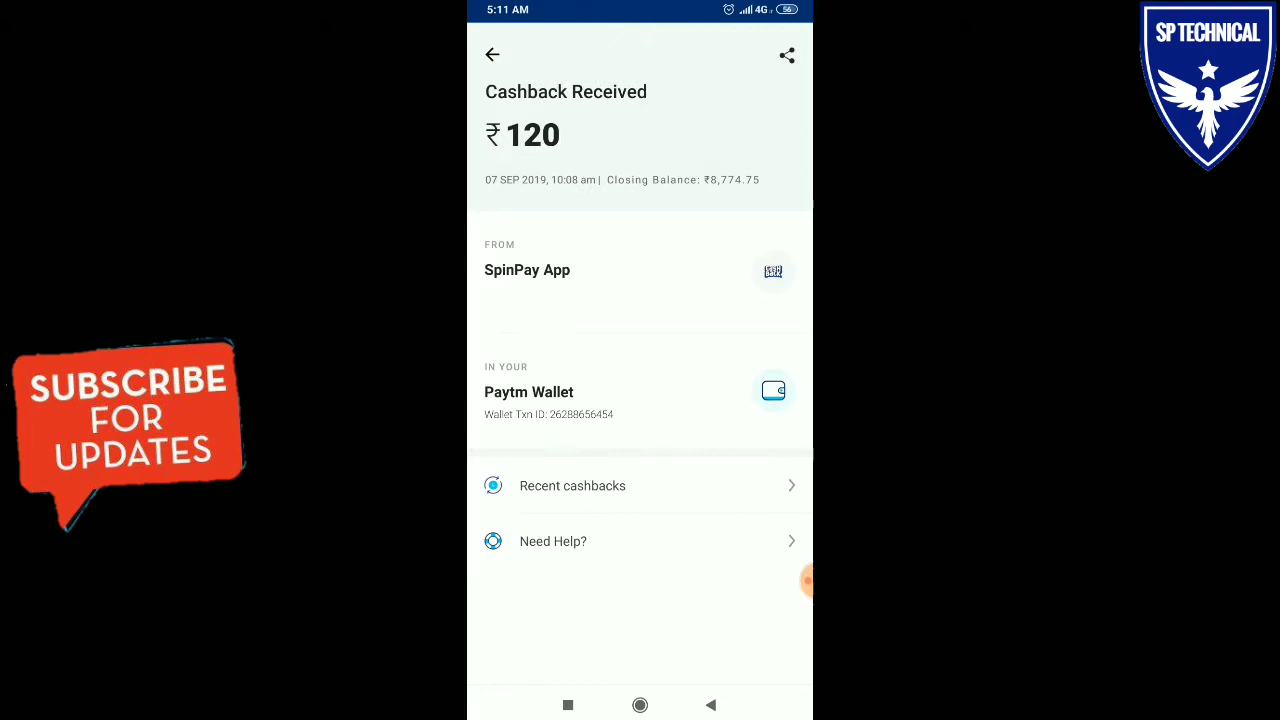 5:11 AM
4G
56
SP TECHNICAL
Cashback Received
₹120
07 SEP 2019, 10:08 am | Closing Balance: ₹8,774.75
FROM
SpinPay App
IN YOUR
Paytm Wallet
Wallet Txn ID: 26288656454
Recent cashbacks
Need Help?
SUBSCRIBE
FOR
UPDATES